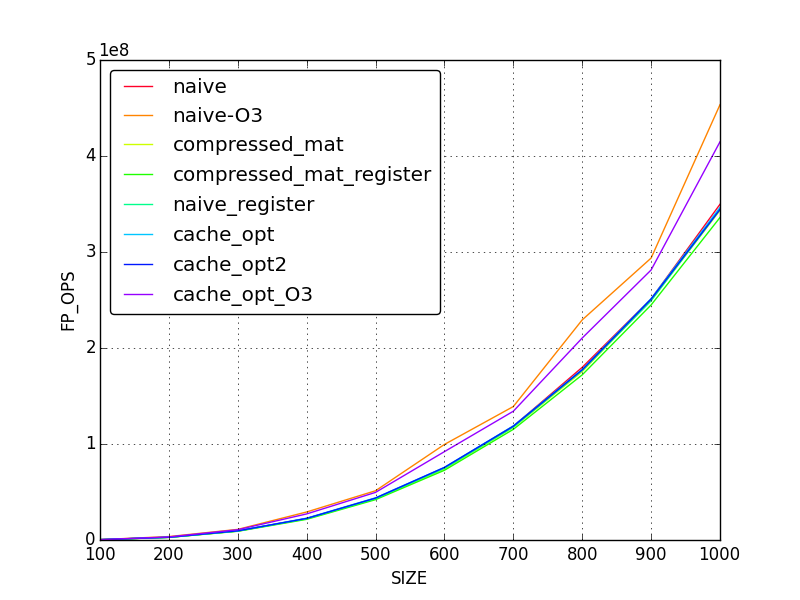 1e8
5
4
3
2
1
0
FP_OPS
naive
naive-O3
compressed_mat
compressed_mat_register
naive_register
cache_opt
cache_opt2
cache_opt_O3
100 200 300 400 500 600 700 800 900 1000
SIZE